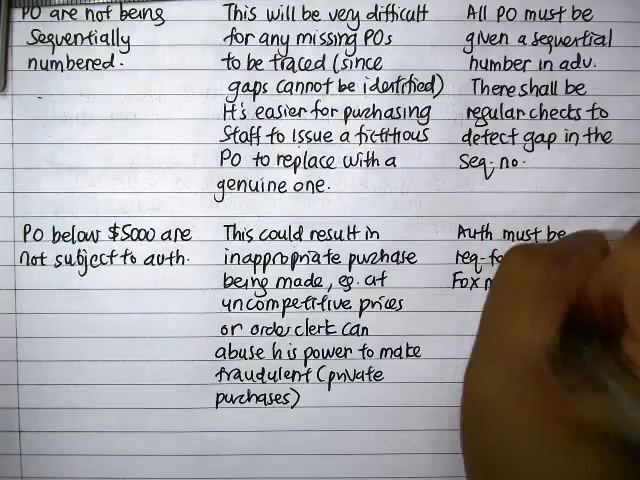 PO are not being
Sequentially
numbered.
This will be very difficult
for any missing POs
to be traced (since
gaps cannot be identified)
It's easier for purchasing
Staff to issue a fictitious
PO to replace with a
genuine one.
All PO must be
given a sequential
number in adv.
There shall be
regular checks to
detect gap in the
Seq. no.
PO below $5000 are
not subject to auth.
This could result in
inappropriate purchase
being made, eg. at
uncompetitive prices
or order clerk can
abuse his power to make
fraudulent (private
purchases)
Auth must be
req.
Fox